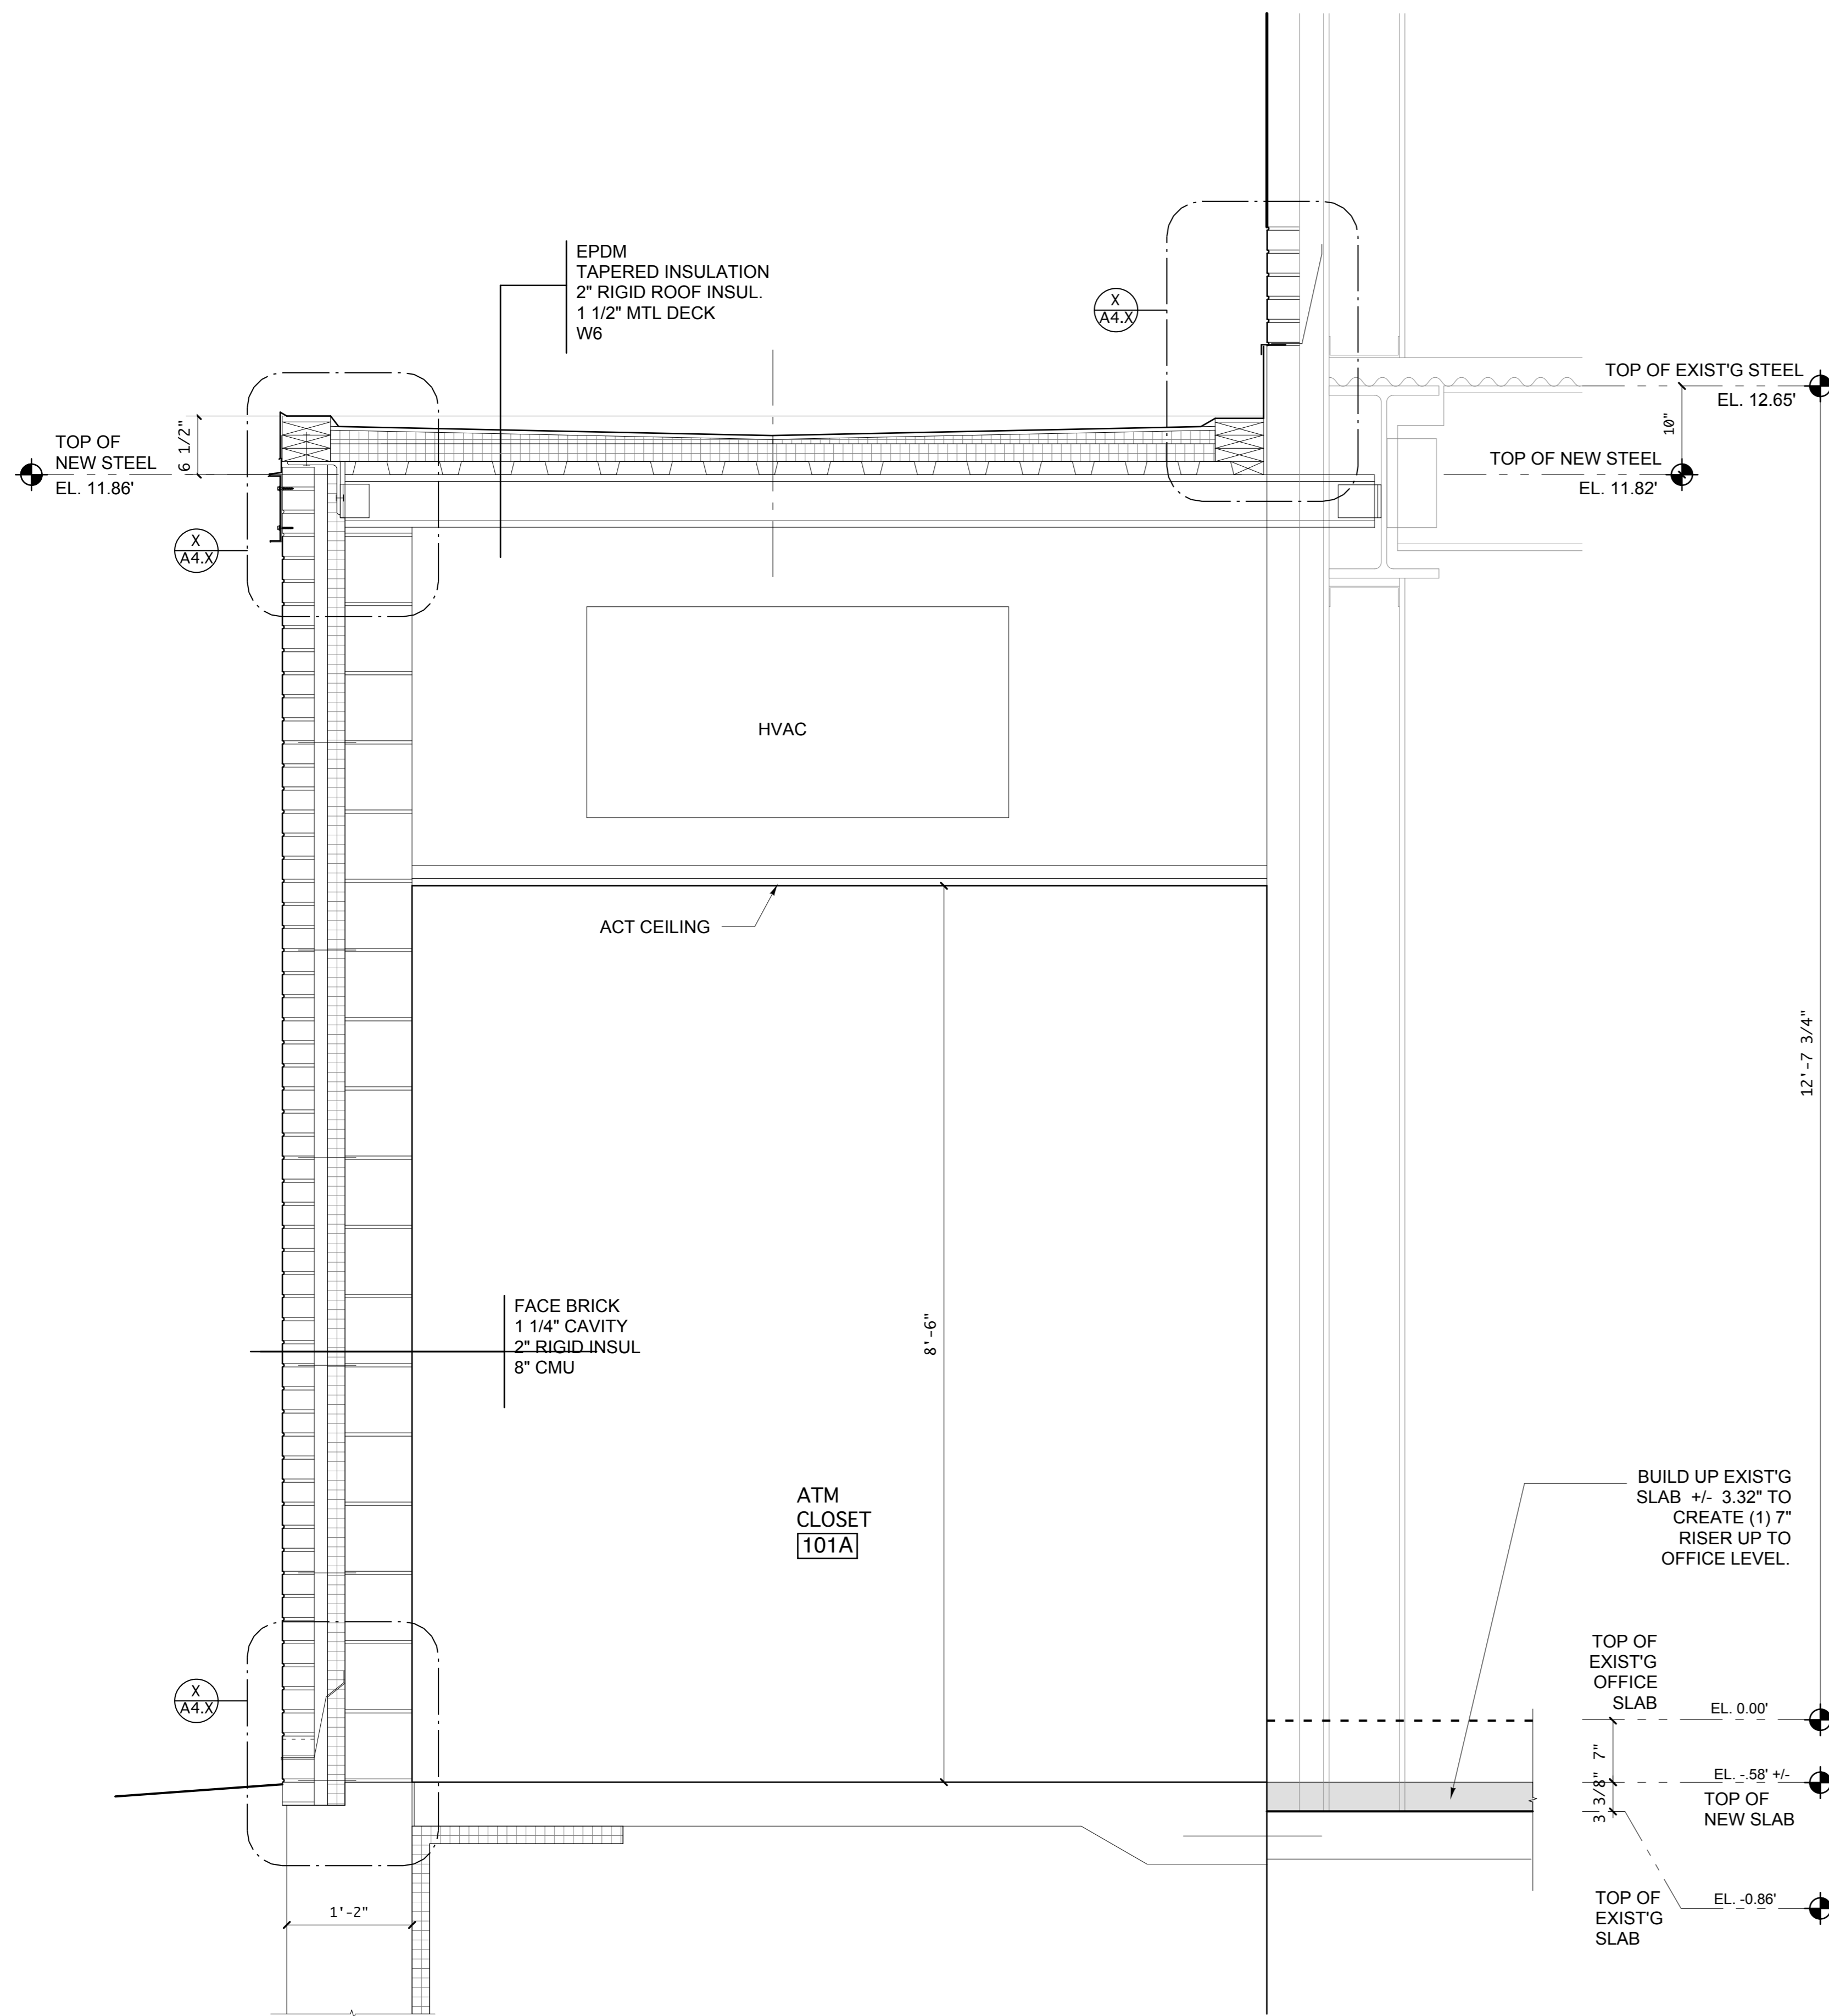 EPDM
TAPERED INSULATION
2" RIGID ROOF INSUL.
1 1/2" MTL DECK
W6
X
A4.X
TOP OF EXIST'G STEEL
EL. 12.65'
10"
TOP OF NEW STEEL
EL. 11.82'
TOP OF
NEW STEEL
EL. 11.86'
6 1/2"
X
A4.X
HVAC
ACT CEILING
12'-7 3/4"
8'-6"
FACE BRICK
1 1/4" CAVITY
2" RIGID INSUL
8" CMU
ATM
CLOSET
101A
BUILD UP EXIST'G
SLAB +/- 3.32" TO
CREATE (1) 7"
RISER UP TO
OFFICE LEVEL.
X
A4.X
TOP OF
EXIST'G
OFFICE
SLAB
EL. 0.00'
7"
EL. -.58' +/-
TOP OF
NEW SLAB
3 3/8"
TOP OF
EXIST'G
SLAB
EL. -0.86'
1'-2"